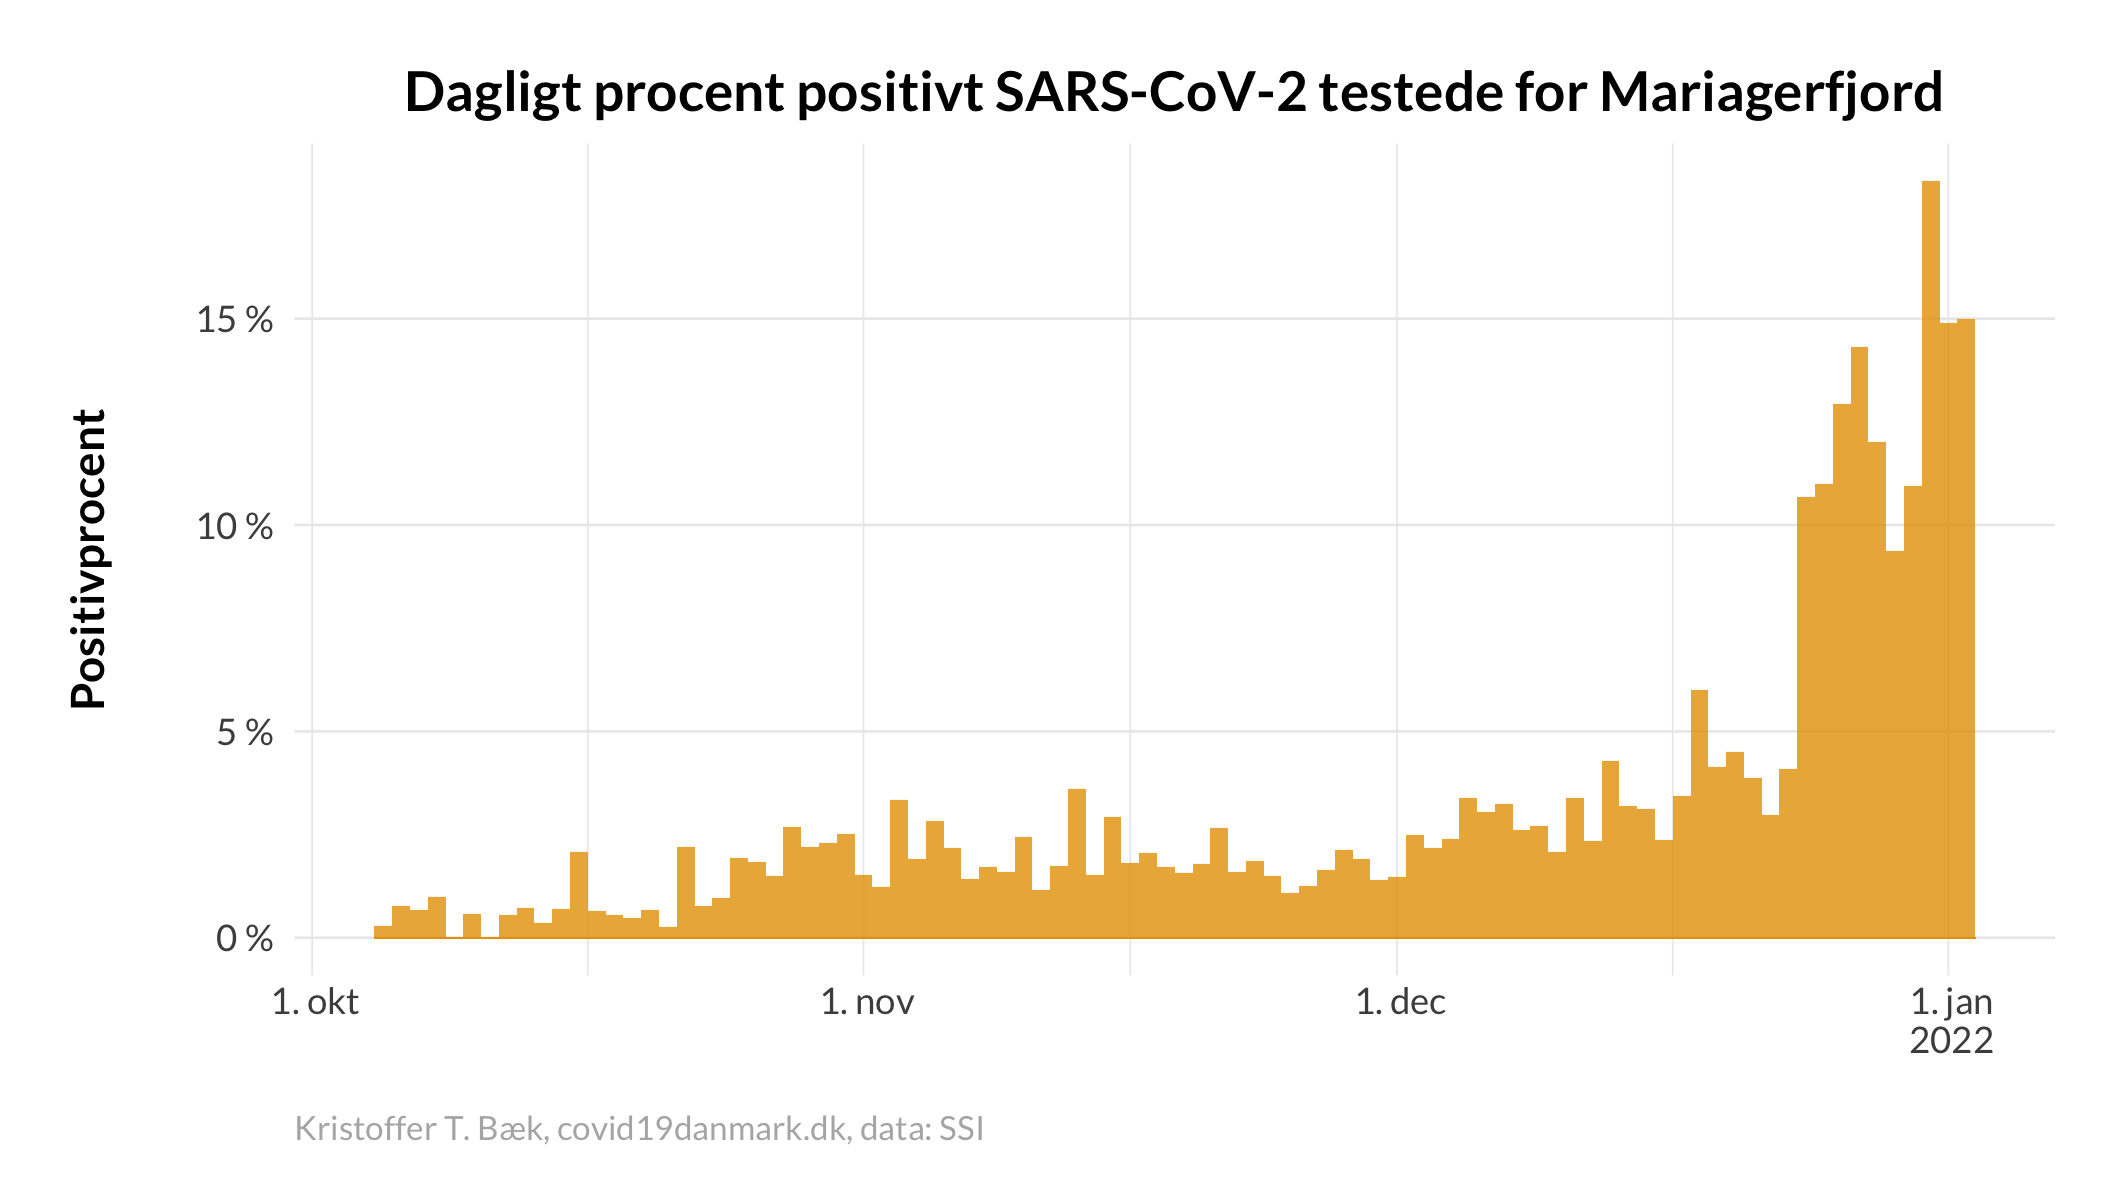 Dagligt procent positivt SARS-CoV-2 testede for Mariagerfjord
Positivprocent
15 %
10 %
5 %
0 %
1. okt
1. nov
1. dec
1. jan
2022
Kristoffer T. Bæk, covid19danmark.dk, data: SSI